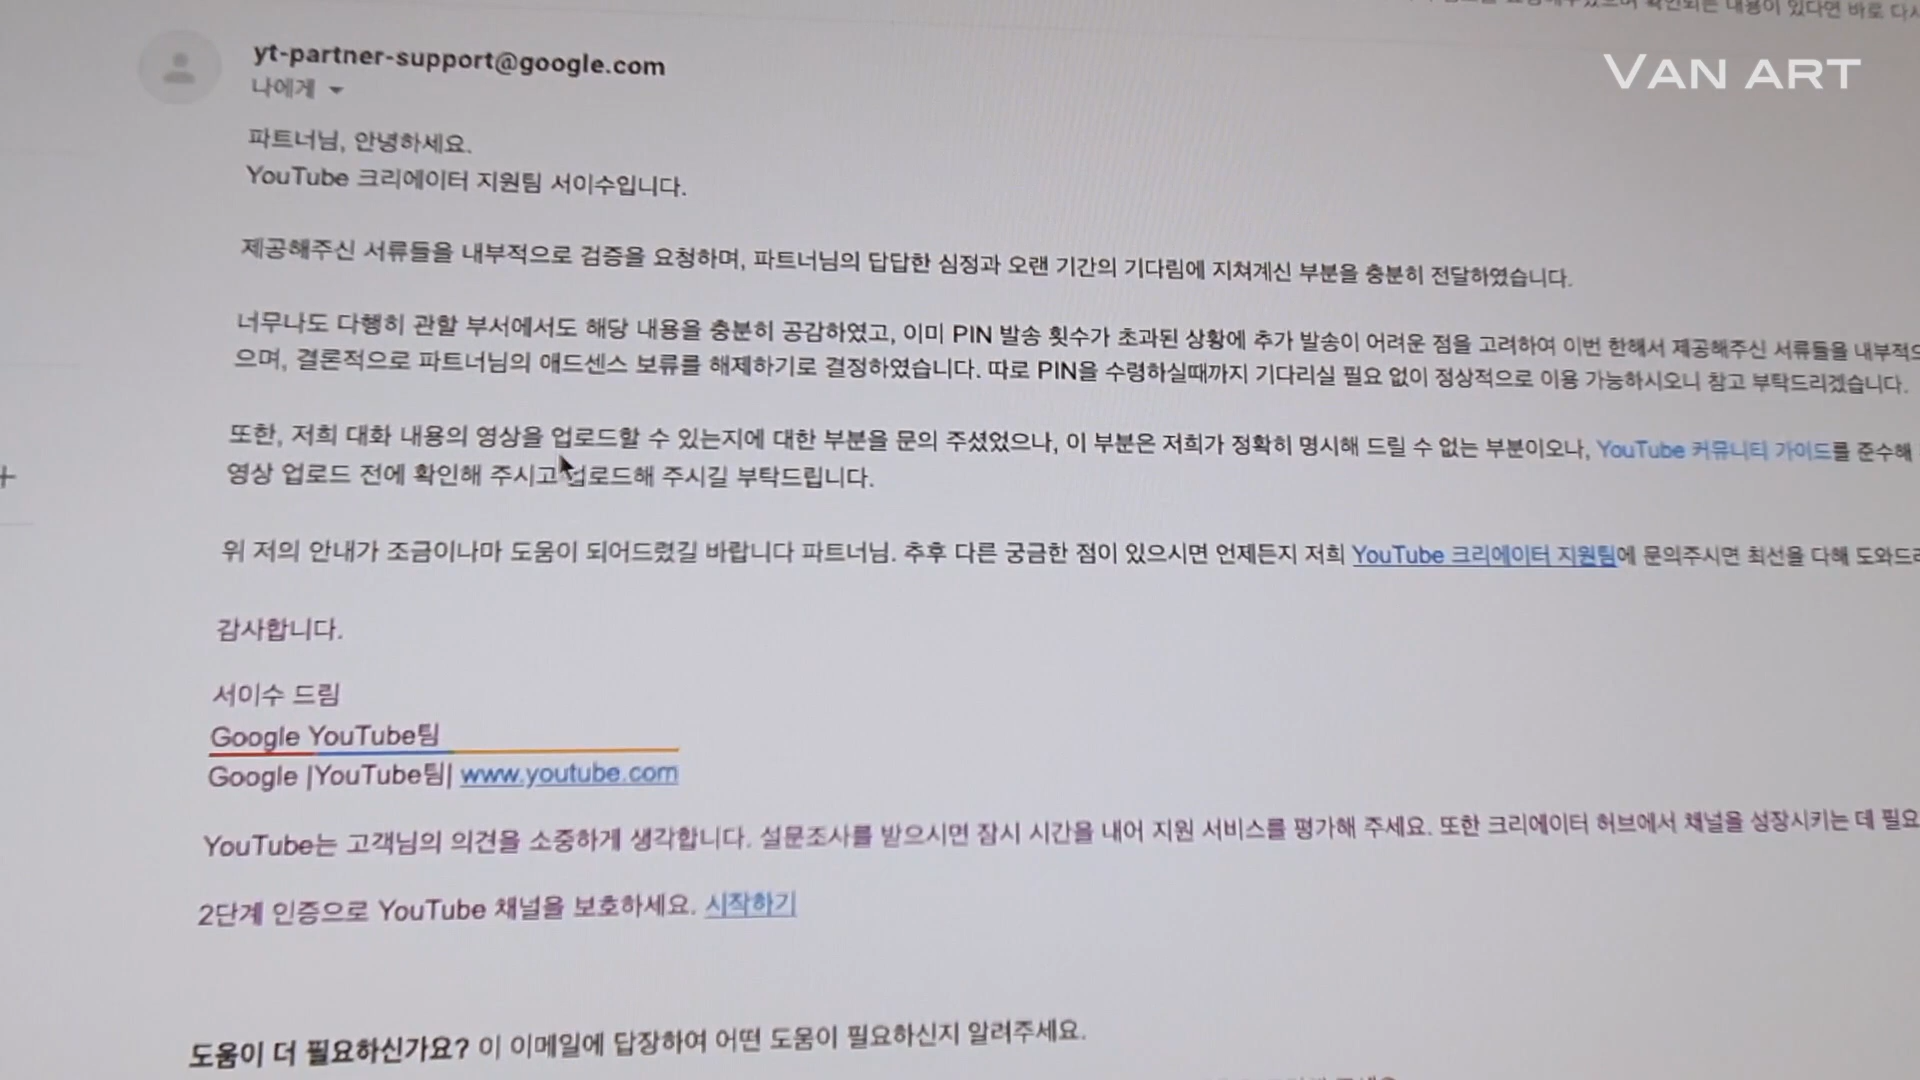 확인되는 내용이 있다면 바로 다시
VAN ART
yt-partner-support@google.com
나에게
파트너님, 안녕하세요.
YouTube 크리에이터 지원팀 서이수입니다.
제공해주신 서류들을 내부적으로 검증을 요청하며, 파트너님의 답답한 심정과 오랜 기간의 기다림에 지쳐계신 부분을 충분히 전달하였습니다.
너무나도 다행히 관할 부서에서도 해당 내용을 충분히 공감하였고, 이미 PIN 발송 횟수가 초과된 상황에 추가 발송이 어려운 점을 고려하여 이번 한해서 제공해주신 서류들을 내부적으
으며, 결론적으로 파트너님의 애드센스 보류를 해제하기로 결정하였습니다. 따로 PIN을 수령하실때까지 기다리실 필요 없이 정상적으로 이용 가능하시오니 참고 부탁드리겠습니다.
또한, 저희 대화 내용의 영상을 업로드할 수 있는지에 대한 부분을 문의 주셨었으나, 이 부분은 저희가 정확히 명시해 드릴 수 없는 부분이오나, YouTube 커뮤니티 가이드를 준수해
영상 업로드 전에 확인해 주시고 업로드해 주시길 부탁드립니다.
위 저의 안내가 조금이나마 도움이 되어드렸길 바랍니다 파트너님. 추후 다른 궁금한 점이 있으시면 언제든지 저희 YouTube 크리에이터 지원팀에 문의주시면 최선을 다해 도와드리
감사합니다.
서이수 드림
Google YouTube팀
Google |YouTube팀| www.youtube.com
YouTube는 고객님의 의견을 소중하게 생각합니다. 설문조사를 받으시면 잠시 시간을 내어 지원 서비스를 평가해 주세요. 또한 크리에이터 허브에서 채널을 성장시키는 데 필요
2단계 인증으로 YouTube 채널을 보호하세요. 시작하기
도움이 더 필요하신가요? 이 이메일에 답장하여 어떤 도움이 필요하신지 알려주세요.